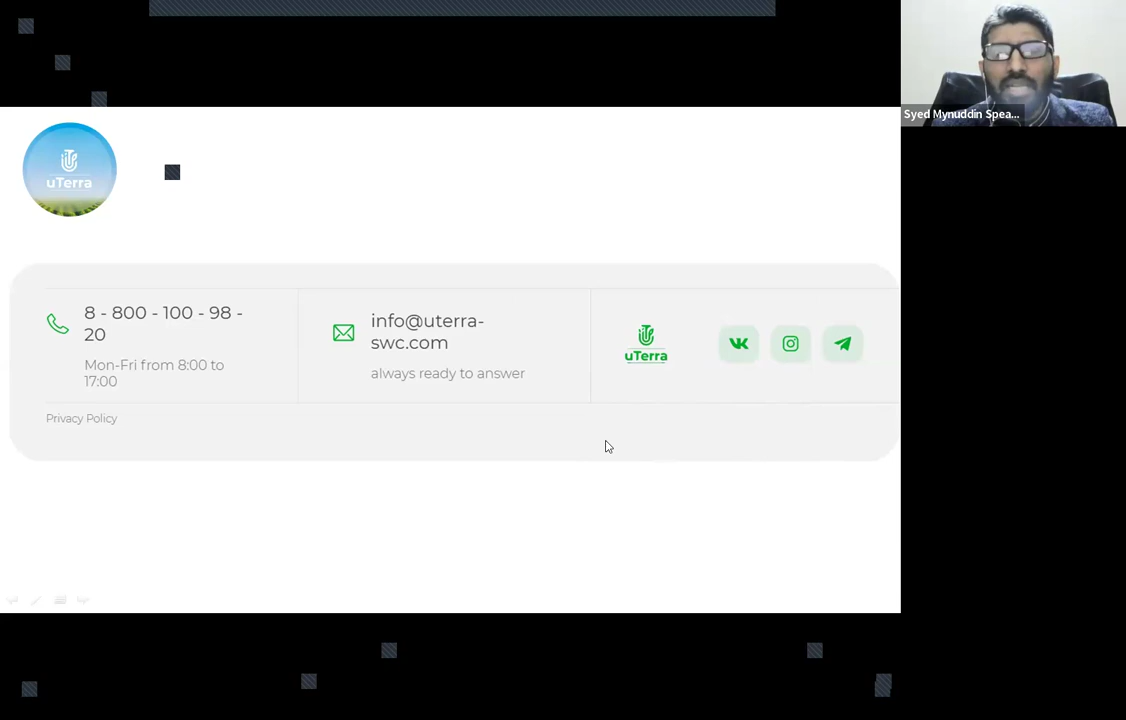 Syed Mynuddin Spea...
uTerra
8 - 800 - 100 - 98 -
20
Mon-Fri from 8:00 to
17:00
info@uterra-
swc.com
always ready to answer
uTerra
Privacy Policy